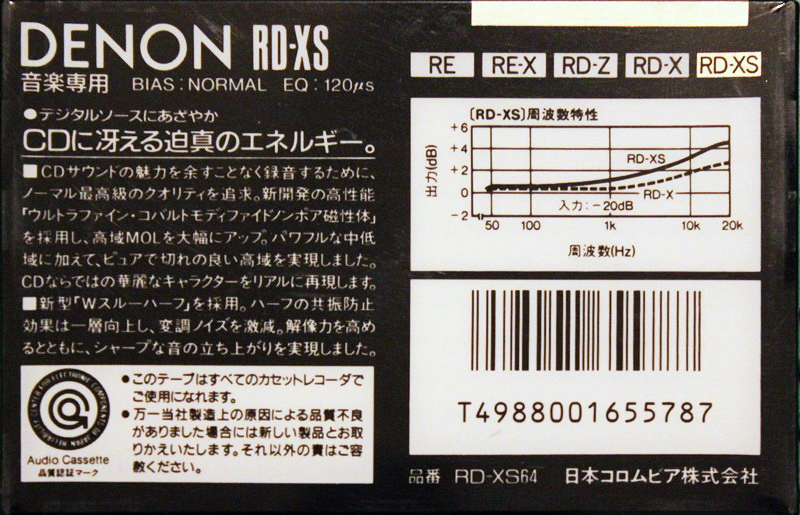 DENON RD-XS
音楽専用 BIAS:NORMAL EQ:120μs
●デジタルソースにあざやか
CDに冴える迫真のエネルギー。
■CDサウンドの魅力を余すことなく録音するために、
ノーマル最高級のクオリティを追求。新開発の高性能
「ウルトラファイン・コバルトモディファイドノンポア磁性体」
を採用し、高域MOLを大幅にアップ。パワフルな中低
域に加えて、ピュアで切れの良い高域を実現しました。
CDならではの華麗なキャラクターをリアルに再現します。
■新型「Wスルーハーフ」を採用。ハーフの共振防止
効果は一層向上し、変調ノイズを激減。解像力を高め
るとともに、シャープな音の立ち上がりを実現しました。
RELIABILITY CENTER FOR ELECTRONIC COMPONENTS OF JAPAN
Audio Cassette
品質認証マーク
●このテープはすべてのカセットレコーダで
ご使用になれます。
●万一当社製造上の原因による品質不良
がありました場合には新しい製品とお取
りかえいたします。それ以外の責はご容
赦ください。
RE RE-X RD-Z RD-X RD-XS
〔RD-XS〕周波数特性
出力(dB)
+6
+4
+2
0
-2
RD-XS
RD-X
入力:-20dB
50 100 1k 10k 20k
周波数(Hz)
T4988001655787
品番 RD-XS64 日本コロムビア株式会社